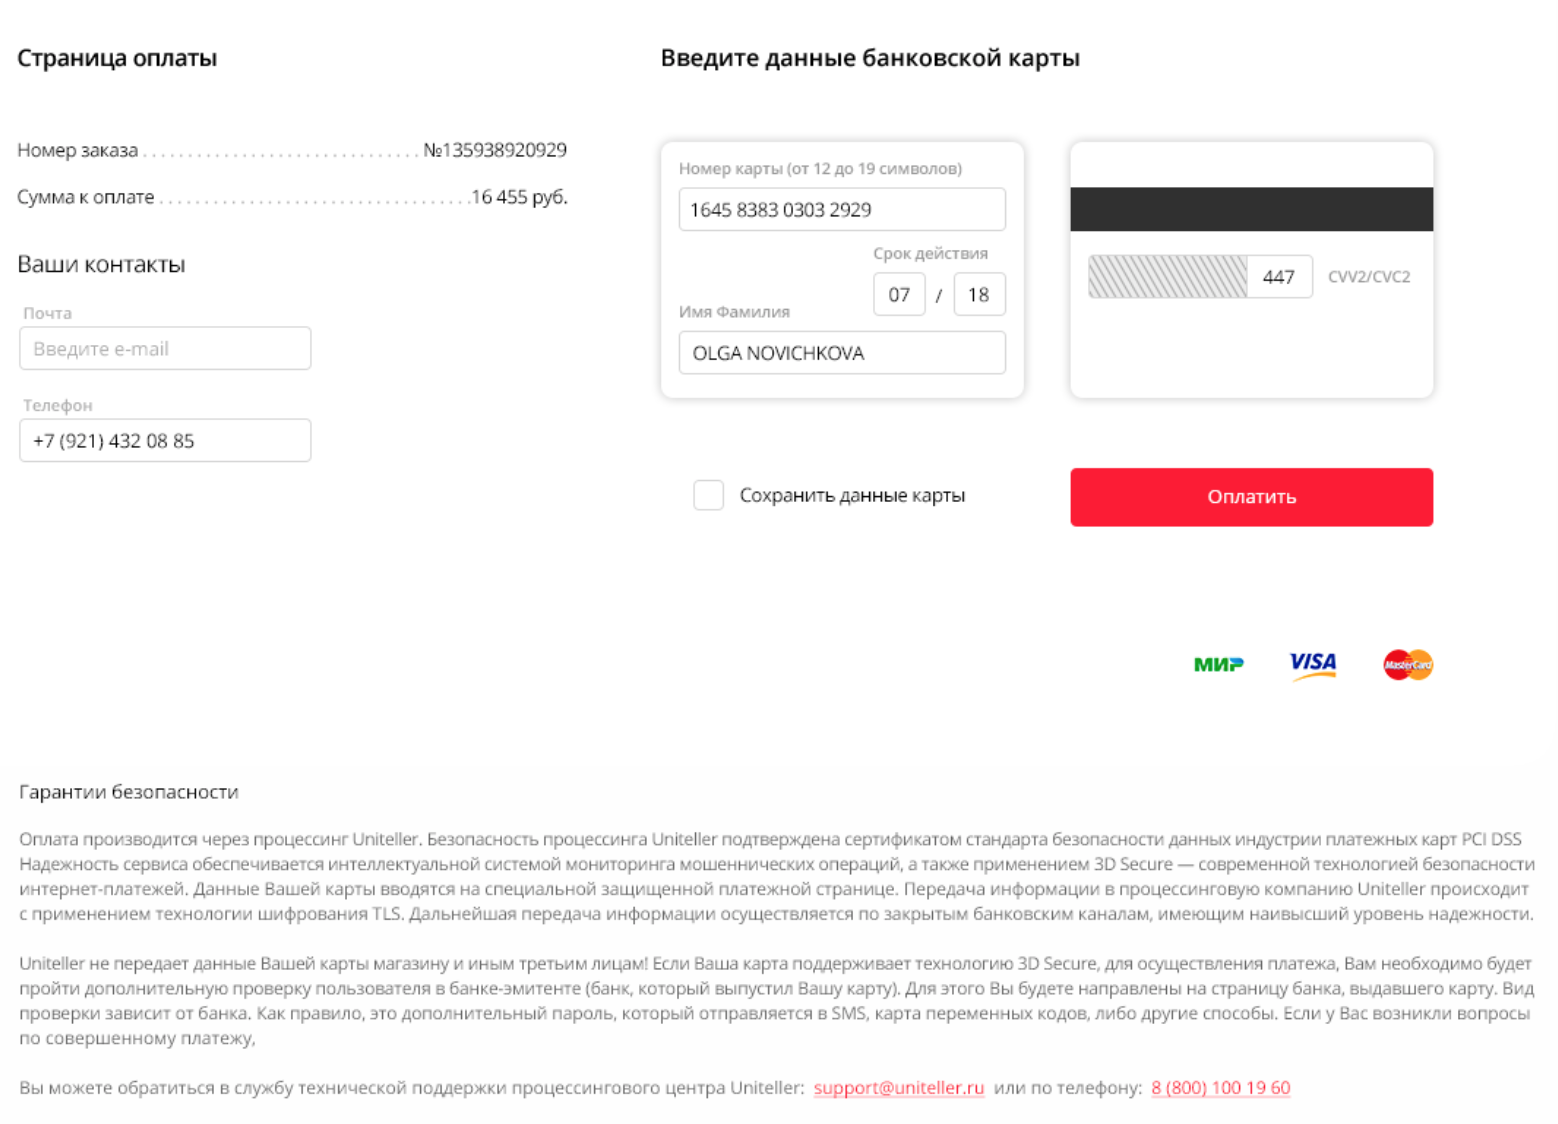 Страница оплаты
Номер заказа №135938920929
Сумма к оплате 16 455 руб.
Ваши контакты
Почта
Введите e-mail
Телефон
+7 (921) 432 08 85
Введите данные банковской карты
Номер карты (от 12 до 19 символов)
1645 8383 0303 2929
Срок действия
07 / 18
Имя Фамилия
OLGA NOVICHKOVA
447 CVV2/CVC2
Сохранить данные карты
Оплатить
МИР VISA MasterCard
Гарантии безопасности
Оплата производится через процессинг Uniteller. Безопасность процессинга Uniteller подтверждена сертификатом стандарта безопасности данных индустрии платежных карт PCI DSS
Надежность сервиса обеспечивается интеллектуальной системой мониторинга мошеннических операций, а также применением 3D Secure — современной технологией безопасности
интернет-платежей. Данные Вашей карты вводятся на специальной защищенной платежной странице. Передача информации в процессинговую компанию Uniteller происходит
с применением технологии шифрования TLS. Дальнейшая передача информации осуществляется по закрытым банковским каналам, имеющим наивысший уровень надежности.
Uniteller не передает данные Вашей карты магазину и иным третьим лицам! Если Ваша карта поддерживает технологию 3D Secure, для осуществления платежа, Вам необходимо будет
пройти дополнительную проверку пользователя в банке-эмитенте (банк, который выпустил Вашу карту). Для этого Вы будете направлены на страницу банка, выдавшего карту. Вид
проверки зависит от банка. Как правило, это дополнительный пароль, который отправляется в SMS, карта переменных кодов, либо другие способы. Если у Вас возникли вопросы
по совершенному платежу,
Вы можете обратиться в службу технической поддержки процессингового центра Uniteller: support@uniteller.ru или по телефону: 8 (800) 100 19 60